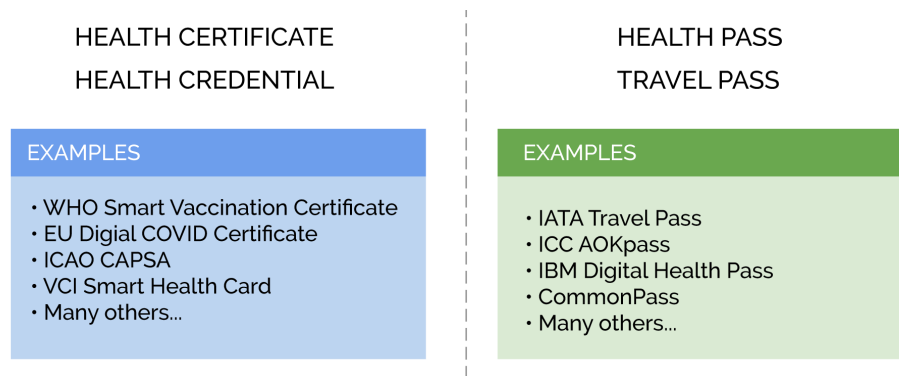 HEALTH CERTIFICATE
HEALTH CREDENTIAL
EXAMPLES
• WHO Smart Vaccination Certificate
• EU Digial COVID Certificate
• ICAO CAPSA
• VCI Smart Health Card
• Many others...
HEALTH PASS
TRAVEL PASS
EXAMPLES
• IATA Travel Pass
• ICC AOKpass
• IBM Digital Health Pass
• CommonPass
• Many others...